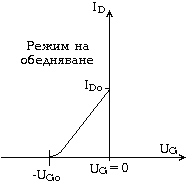 I_D
Режим на
обедняване
I_Do
U_G
-U_Go
U_G = 0